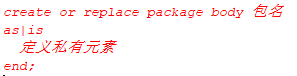 create or replace package body 包名
as|is
定义私有元素
end;